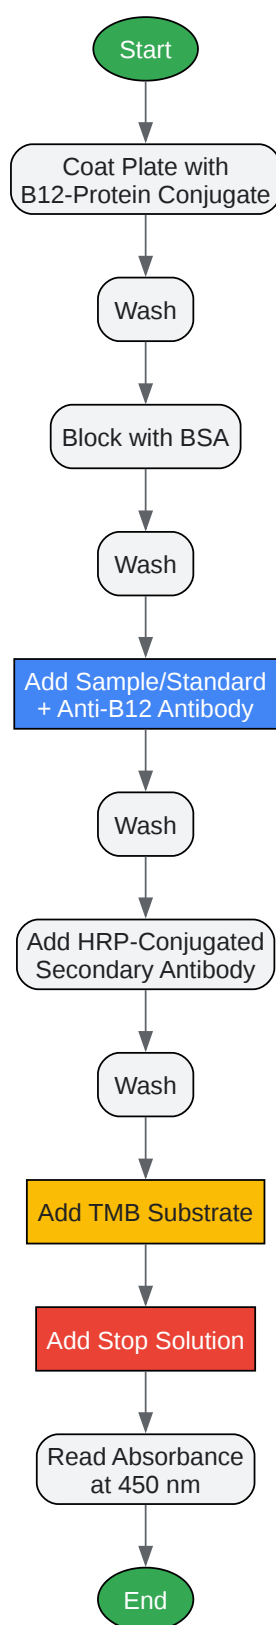 Start
Coat Plate with
B12-Protein Conjugate
Wash
Block with BSA
Wash
Add Sample/Standard
+ Anti-B12 Antibody
Wash
Add HRP-Conjugated
Secondary Antibody
Wash
Add TMB Substrate
Add Stop Solution
Read Absorbance
at 450 nm
End